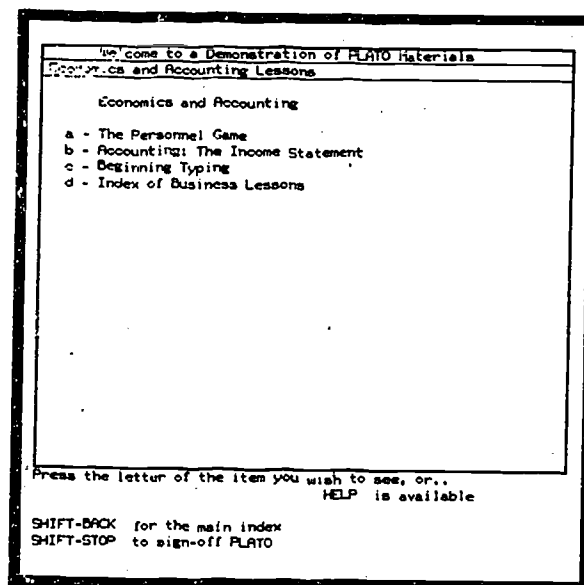 Welcome to a Demonstration of PLATO Materials
Economics and Accounting Lessons
Economics and Accounting
a - The Personnel Game
b - Accounting: The Income Statement
c - Beginning Typing
d - Index of Business Lessons
Press the lettur of the item you wish to see, or..
HELP is available
SHIFT-BACK for the main index
SHIFT-STOP to sign-off PLATO